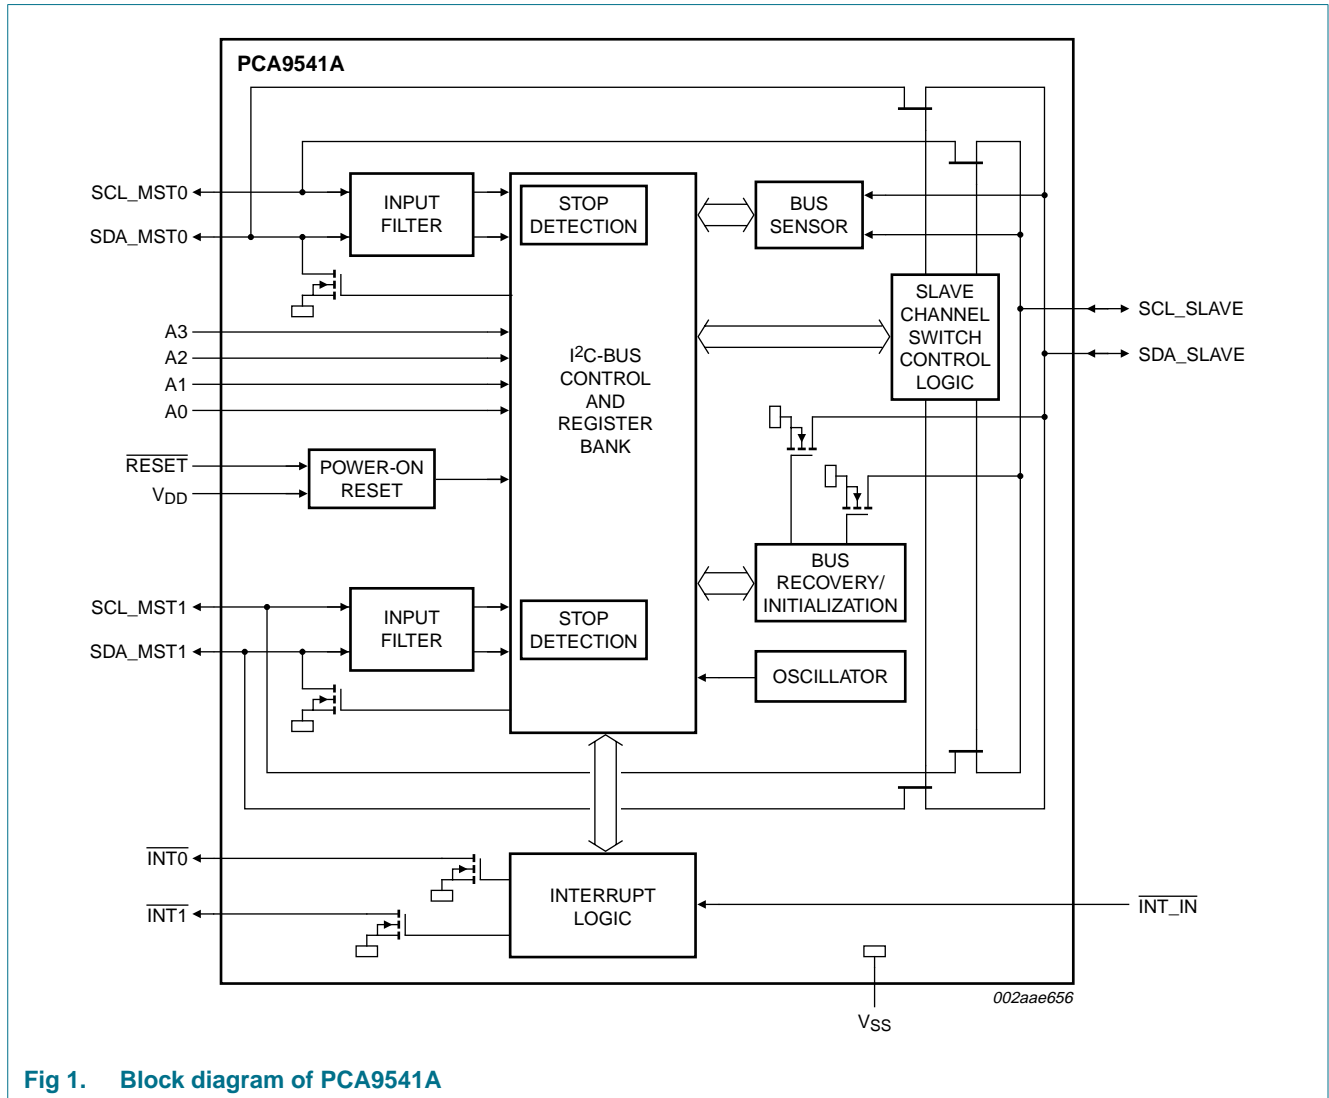 PCA9541A
SCL_MST0
SDA_MST0
INPUT
FILTER
STOP
DETECTION
BUS
SENSOR
A3
A2
A1
A0
I2C-BUS
CONTROL
AND
REGISTER
BANK
SLAVE
CHANNEL
SWITCH
CONTROL
LOGIC
SCL_SLAVE
SDA_SLAVE
RESET
VDD
POWER-ON
RESET
BUS
RECOVERY/
INITIALIZATION
SCL_MST1
SDA_MST1
INPUT
FILTER
STOP
DETECTION
OSCILLATOR
INT0
INT1
INTERRUPT
LOGIC
INT_IN
VSS
002aae656
Fig 1. Block diagram of PCA9541A